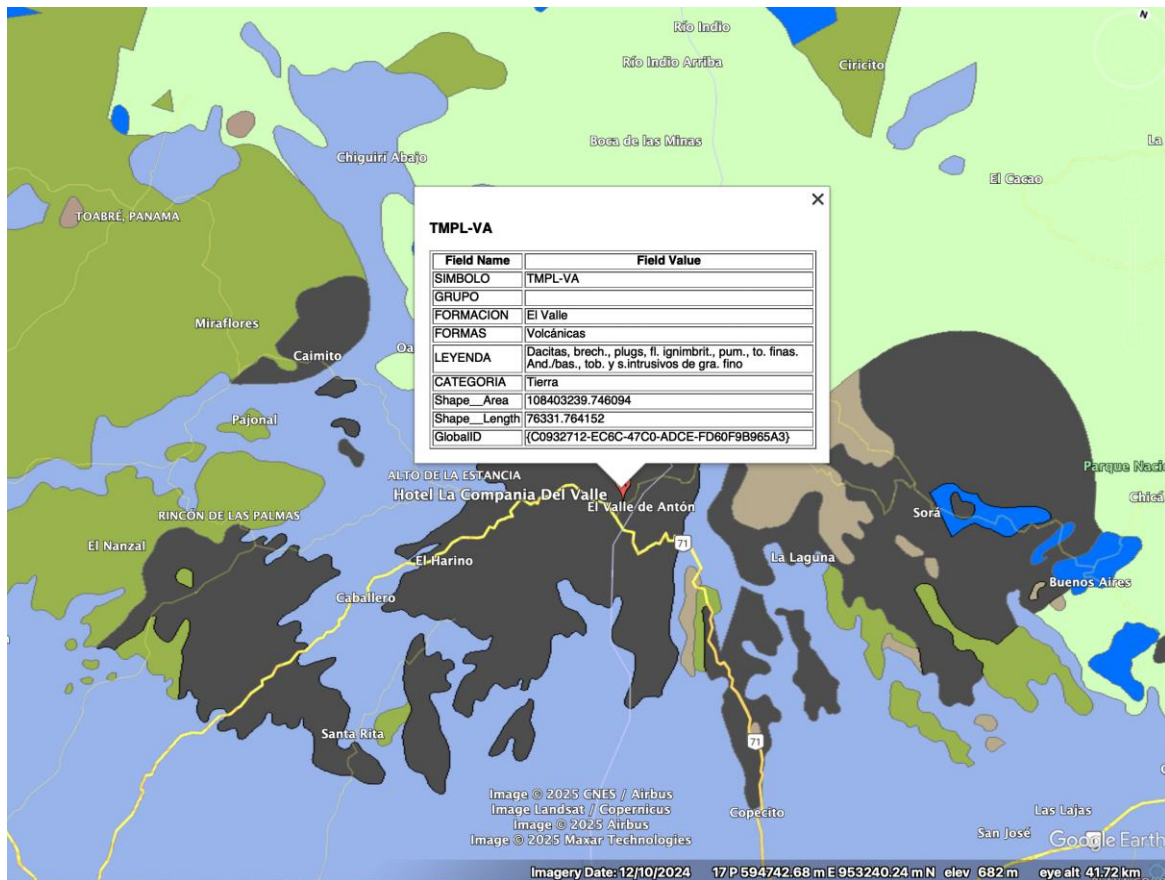 N
Río Indio
Río Indio Arriba
Ciricito
Boca de las Minas
La
Chiguirí Abajo
El Cacao
TOABRÉ, PANAMA
Miraflores
Caimito
Oa
×
TMPL-VA
Field Name Field Value
SIMBOLO TMPL-VA
GRUPO
FORMACION El Valle
FORMAS Volcánicas
LEYENDA Dacitas, brech., plugs, fl. ignimbrit., pum., to. finas.
And./bas., tob. y s.intrusivos de gra. fino
CATEGORIA Tierra
Shape__Area 108403239.746094
Shape__Length 76331.764152
GlobalID {C0932712-EC6C-47C0-ADCE-FD60F9B965A3}
Pajonal
ALTO DE LA ESTANCIA
Parque Naci
Hotel La Compania Del Valle
El Valle de Antón
Chicá
RINCÓN DE LAS PALMAS
Sorá
El Nanzal
71
El Harino
La Laguna
Buenos Aires
Caballero
Santa Rita
71
Image © 2025 CNES / Airbus
Image Landsat / Copernicus
Image © 2025 Airbus
Image © 2025 Maxar Technologies
Copecito
Las Lajas
San José
Google Earth
Imagery Date: 12/10/2024 17 P 594742.68 m E 953240.24 m N elev 682 m eye alt 41.72 km